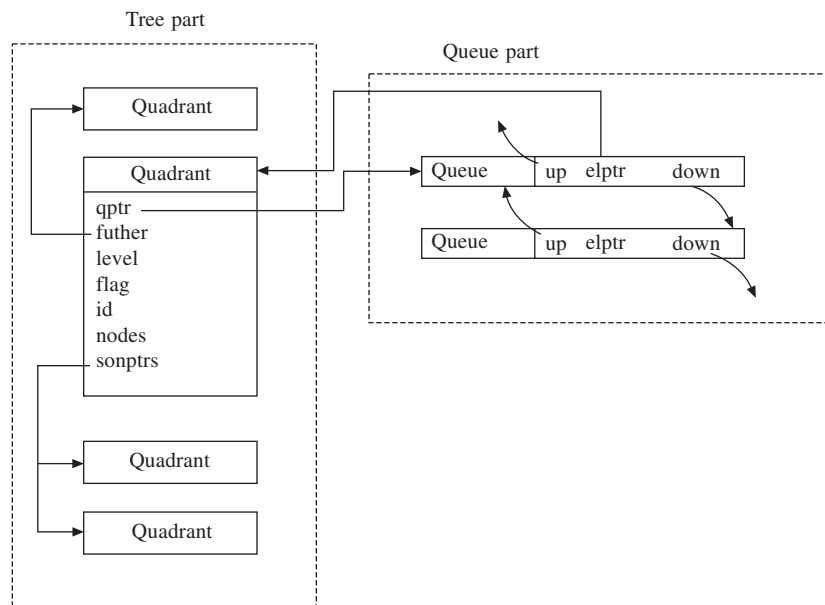 Tree part
Quadrant
Quadrant
qptr
futher
level
flag
id
nodes
sonptrs
Quadrant
Quadrant
Queue part
Queue up elptr down
Queue up elptr down